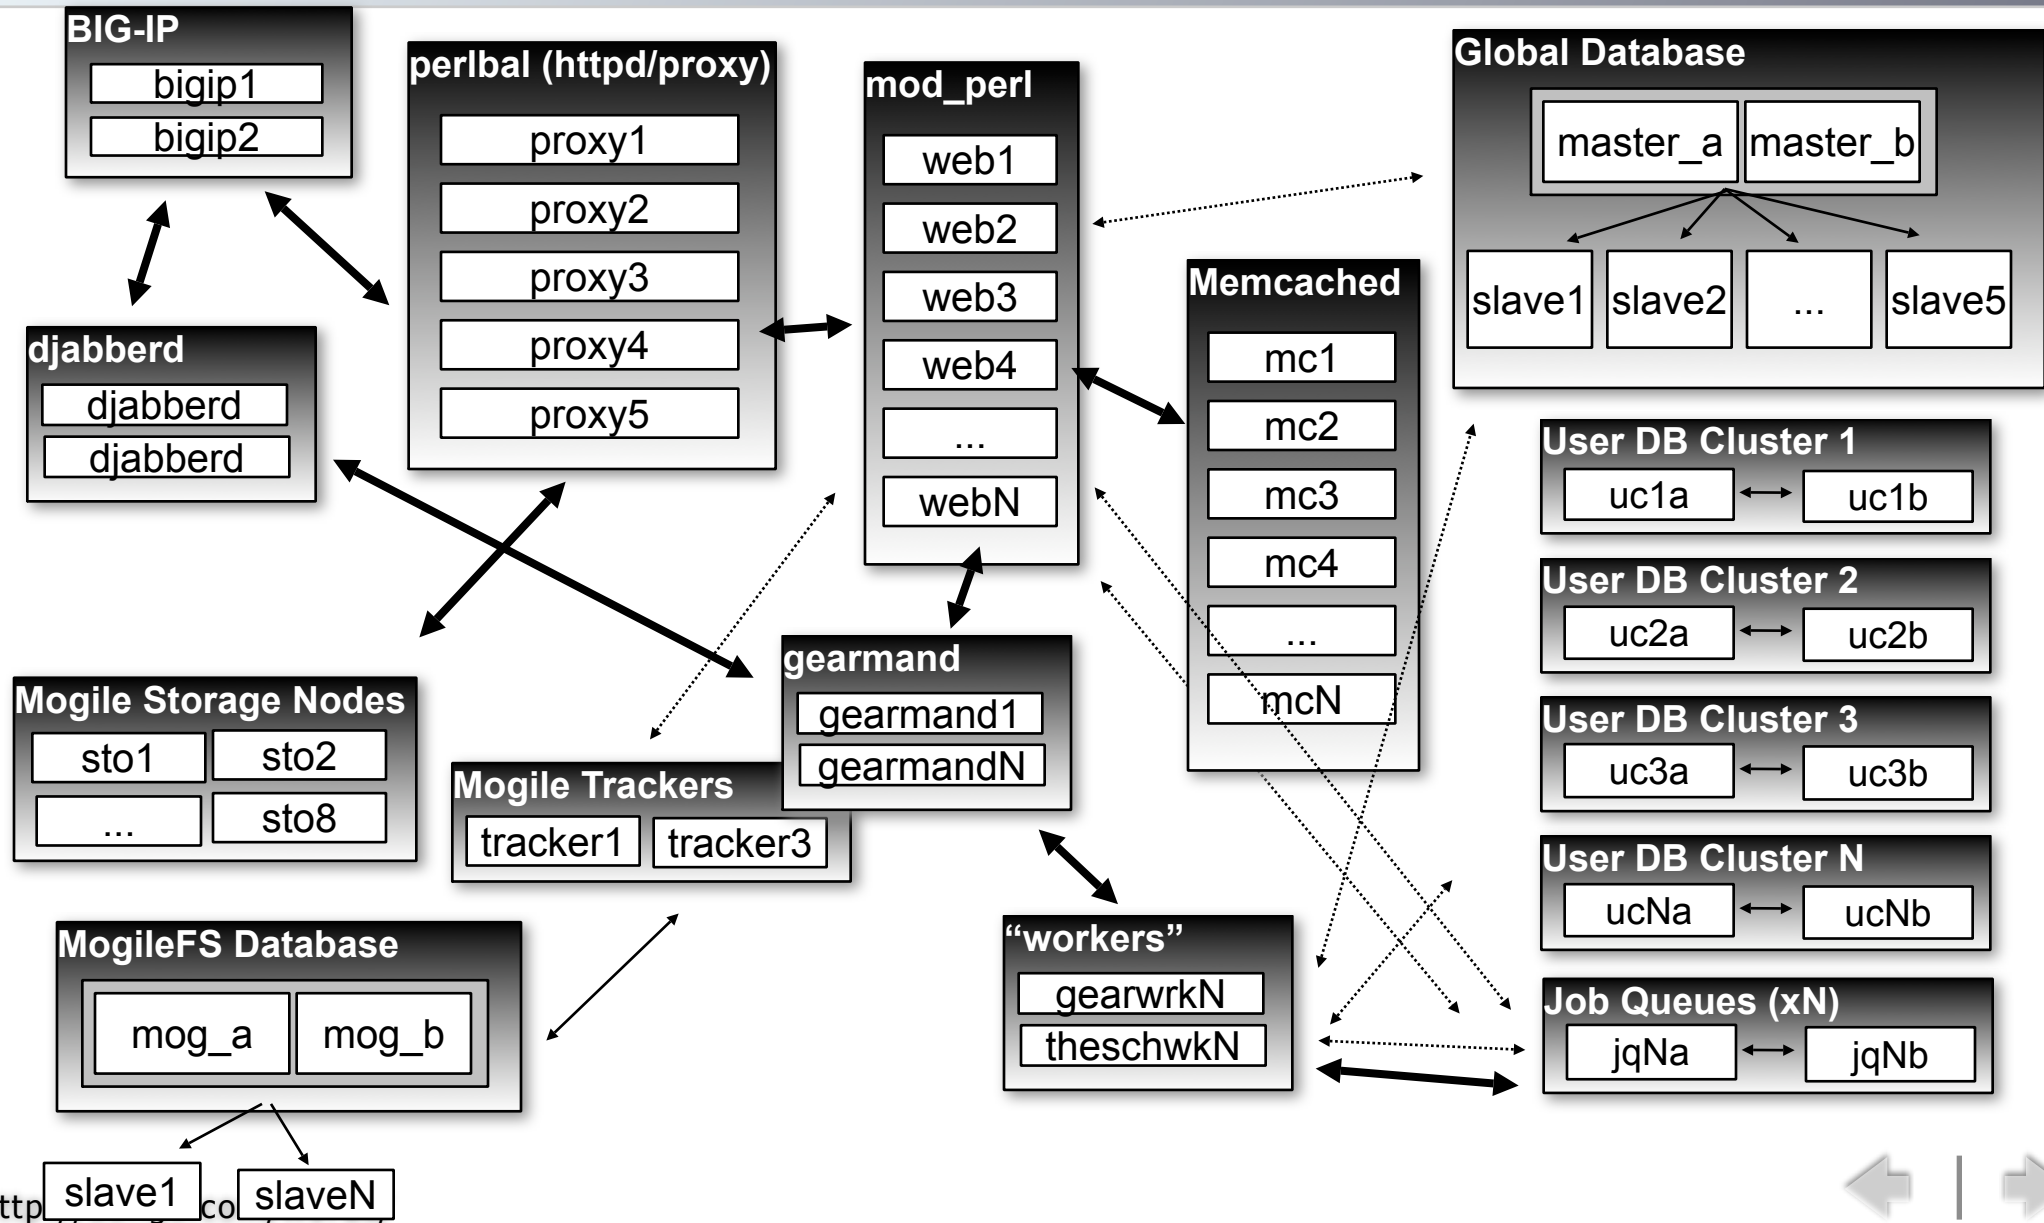 BIG-IP
bigip1
bigip2
perlbal (httpd/proxy)
proxy1
proxy2
proxy3
proxy4
proxy5
mod_perl
web1
web2
web3
web4
...
webN
Global Database
master_a
master_b
slave1
slave2
...
slave5
Memcached
mc1
mc2
mc3
mc4
...
mcN
djabberd
djabberd
djabberd
User DB Cluster 1
uc1a
uc1b
User DB Cluster 2
uc2a
uc2b
User DB Cluster 3
uc3a
uc3b
User DB Cluster N
ucNa
ucNb
Job Queues (xN)
jqNa
jqNb
gearmand
gearmand1
gearmandN
Mogile Storage Nodes
sto1
sto2
...
sto8
Mogile Trackers
tracker1
tracker3
"workers"
gearwrkN
theschwkN
MogileFS Database
mog_a
mog_b
slave1
slaveN